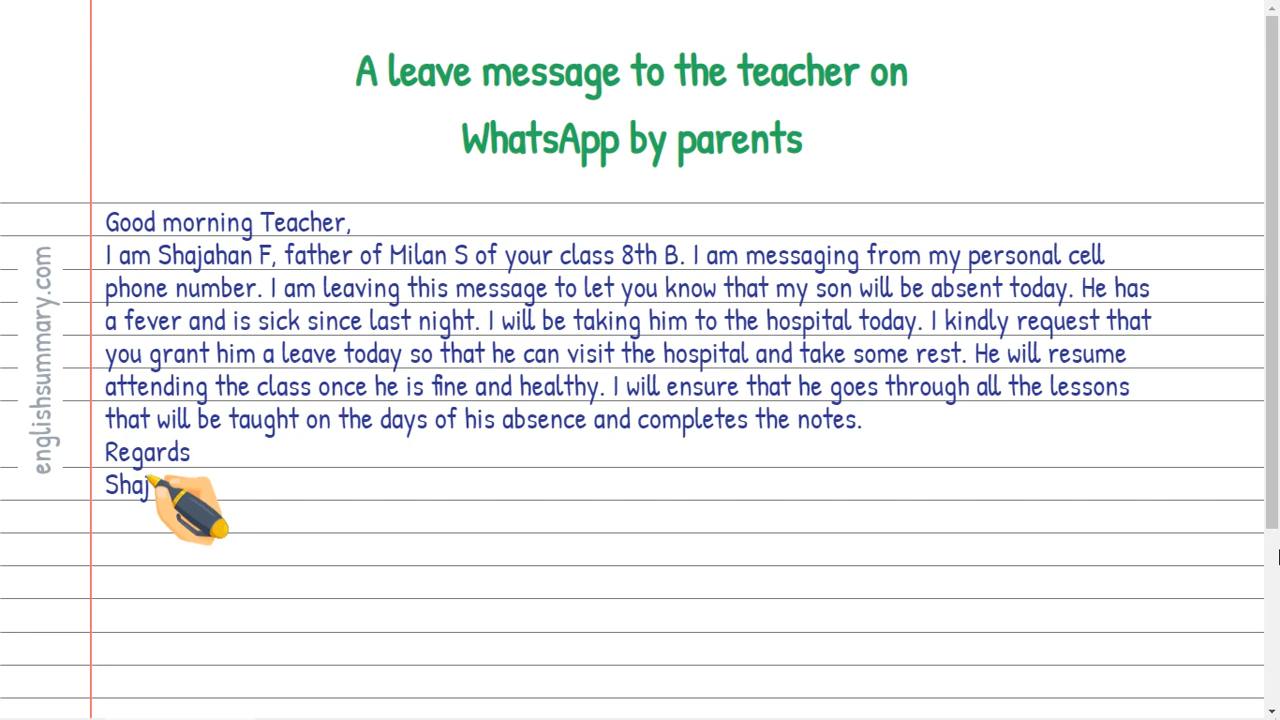 A leave message to the teacher on
WhatsApp by parents
Good morning Teacher,
I am Shajahan F, father of Milan S of your class 8th B. I am messaging from my personal cell
phone number. I am leaving this message to let you know that my son will be absent today. He has
a fever and is sick since last night. I will be taking him to the hospital today. I kindly request that
you grant him a leave today so that he can visit the hospital and take some rest. He will resume
attending the class once he is fine and healthy. I will ensure that he goes through all the lessons
that will be taught on the days of his absence and completes the notes.
Regards
Shaj
englishsummary.com